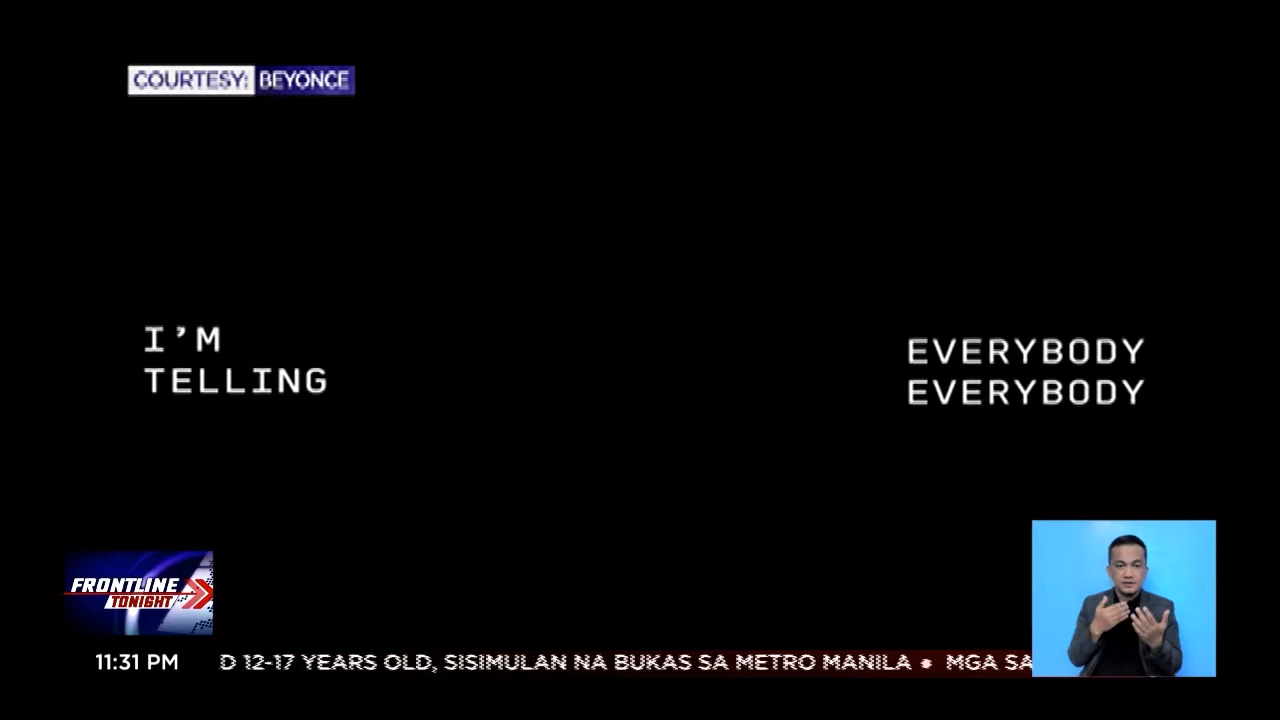 COURTESY: BEYONCE
I'M
TELLING
EVERYBODY
EVERYBODY
FRONTLINE
TONIGHT
11:31 PM
D 12-17 YEARS OLD, SISIMULAN NA BUKAS SA METRO MANILA • MGA SA